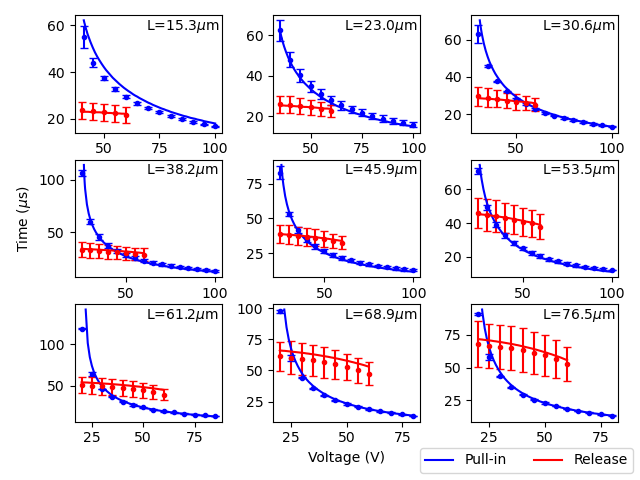 L=15.3μm L=23.0μm L=30.6μm
60 60 60
40 40 40
20 20 20
50 75 100 50 100 50 100
L=38.2μm L=45.9μm L=53.5μm
100 75 60
50 50 40
25 20
50 100 50 100 50 100
Time (μs)
L=61.2μm L=68.9μm L=76.5μm
100 100 75
50 75 50
50 25
25
25 50 75 25 50 75 25 50 75
Voltage (V)
Pull-in Release